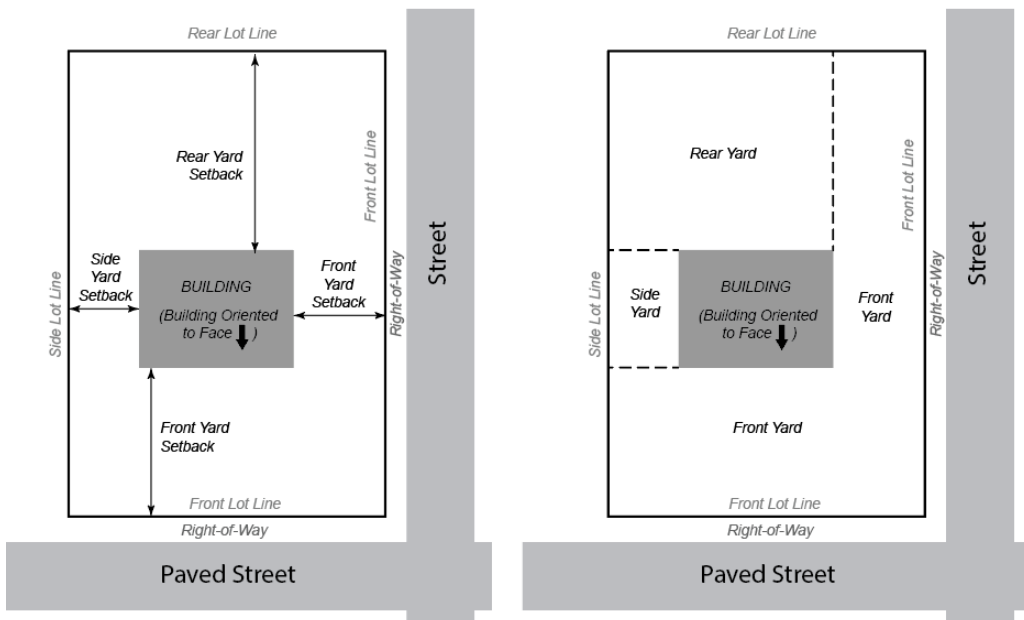 Rear Lot Line
Rear Yard
Setback
Front Lot Line
Street
Side
Yard
Setback
BUILDING
(Building Oriented
to Face )
Front
Yard
Setback
Side Lot Line
Right-of-Way
Front Yard
Setback
Front Lot Line
Right-of-Way
Paved Street
Rear Lot Line
Rear Yard
Front Lot Line
Street
Side
Yard
BUILDING
(Building Oriented
to Face )
Front
Yard
Side Lot Line
Right-of-Way
Front Yard
Front Lot Line
Right-of-Way
Paved Street